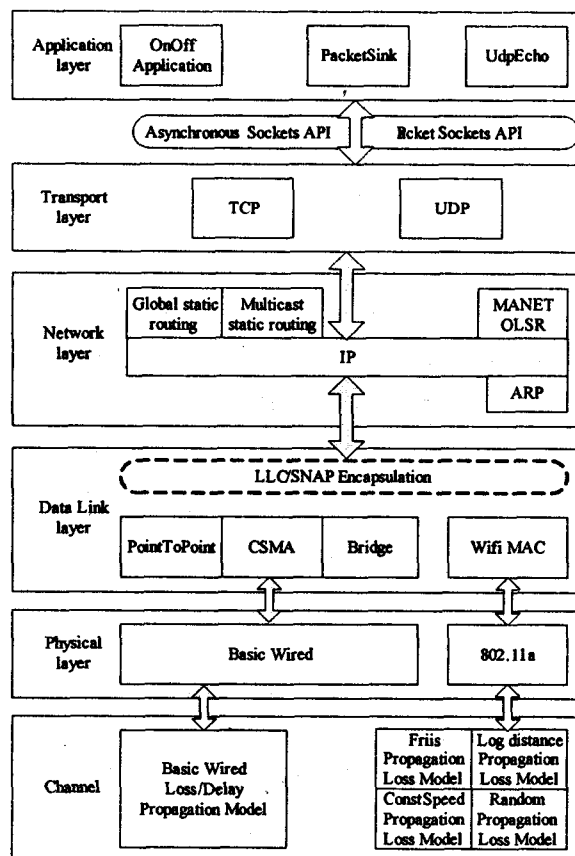 Application
layer
OnOff
Application
PacketSink
UdpEcho
Asynchronous Sockets API
Sockets API
Transport
layer
TCP
UDP
Network
layer
Global static
routing
Multicast
static routing
MANET
OLSR
IP
ARP
Data Link
layer
LLC/SNAP Encapsulation
PointToPoint
CSMA
Bridge
Wifi MAC
Physical
layer
Basic Wired
802.11a
Channel
Basic Wired
Loss/Delay
Propagation Model
Friis
Propagation
Loss Model
Log distance
Propagation
Loss Model
ConstSpeed
Propagation
Loss Model
Random
Propagation
Loss Model